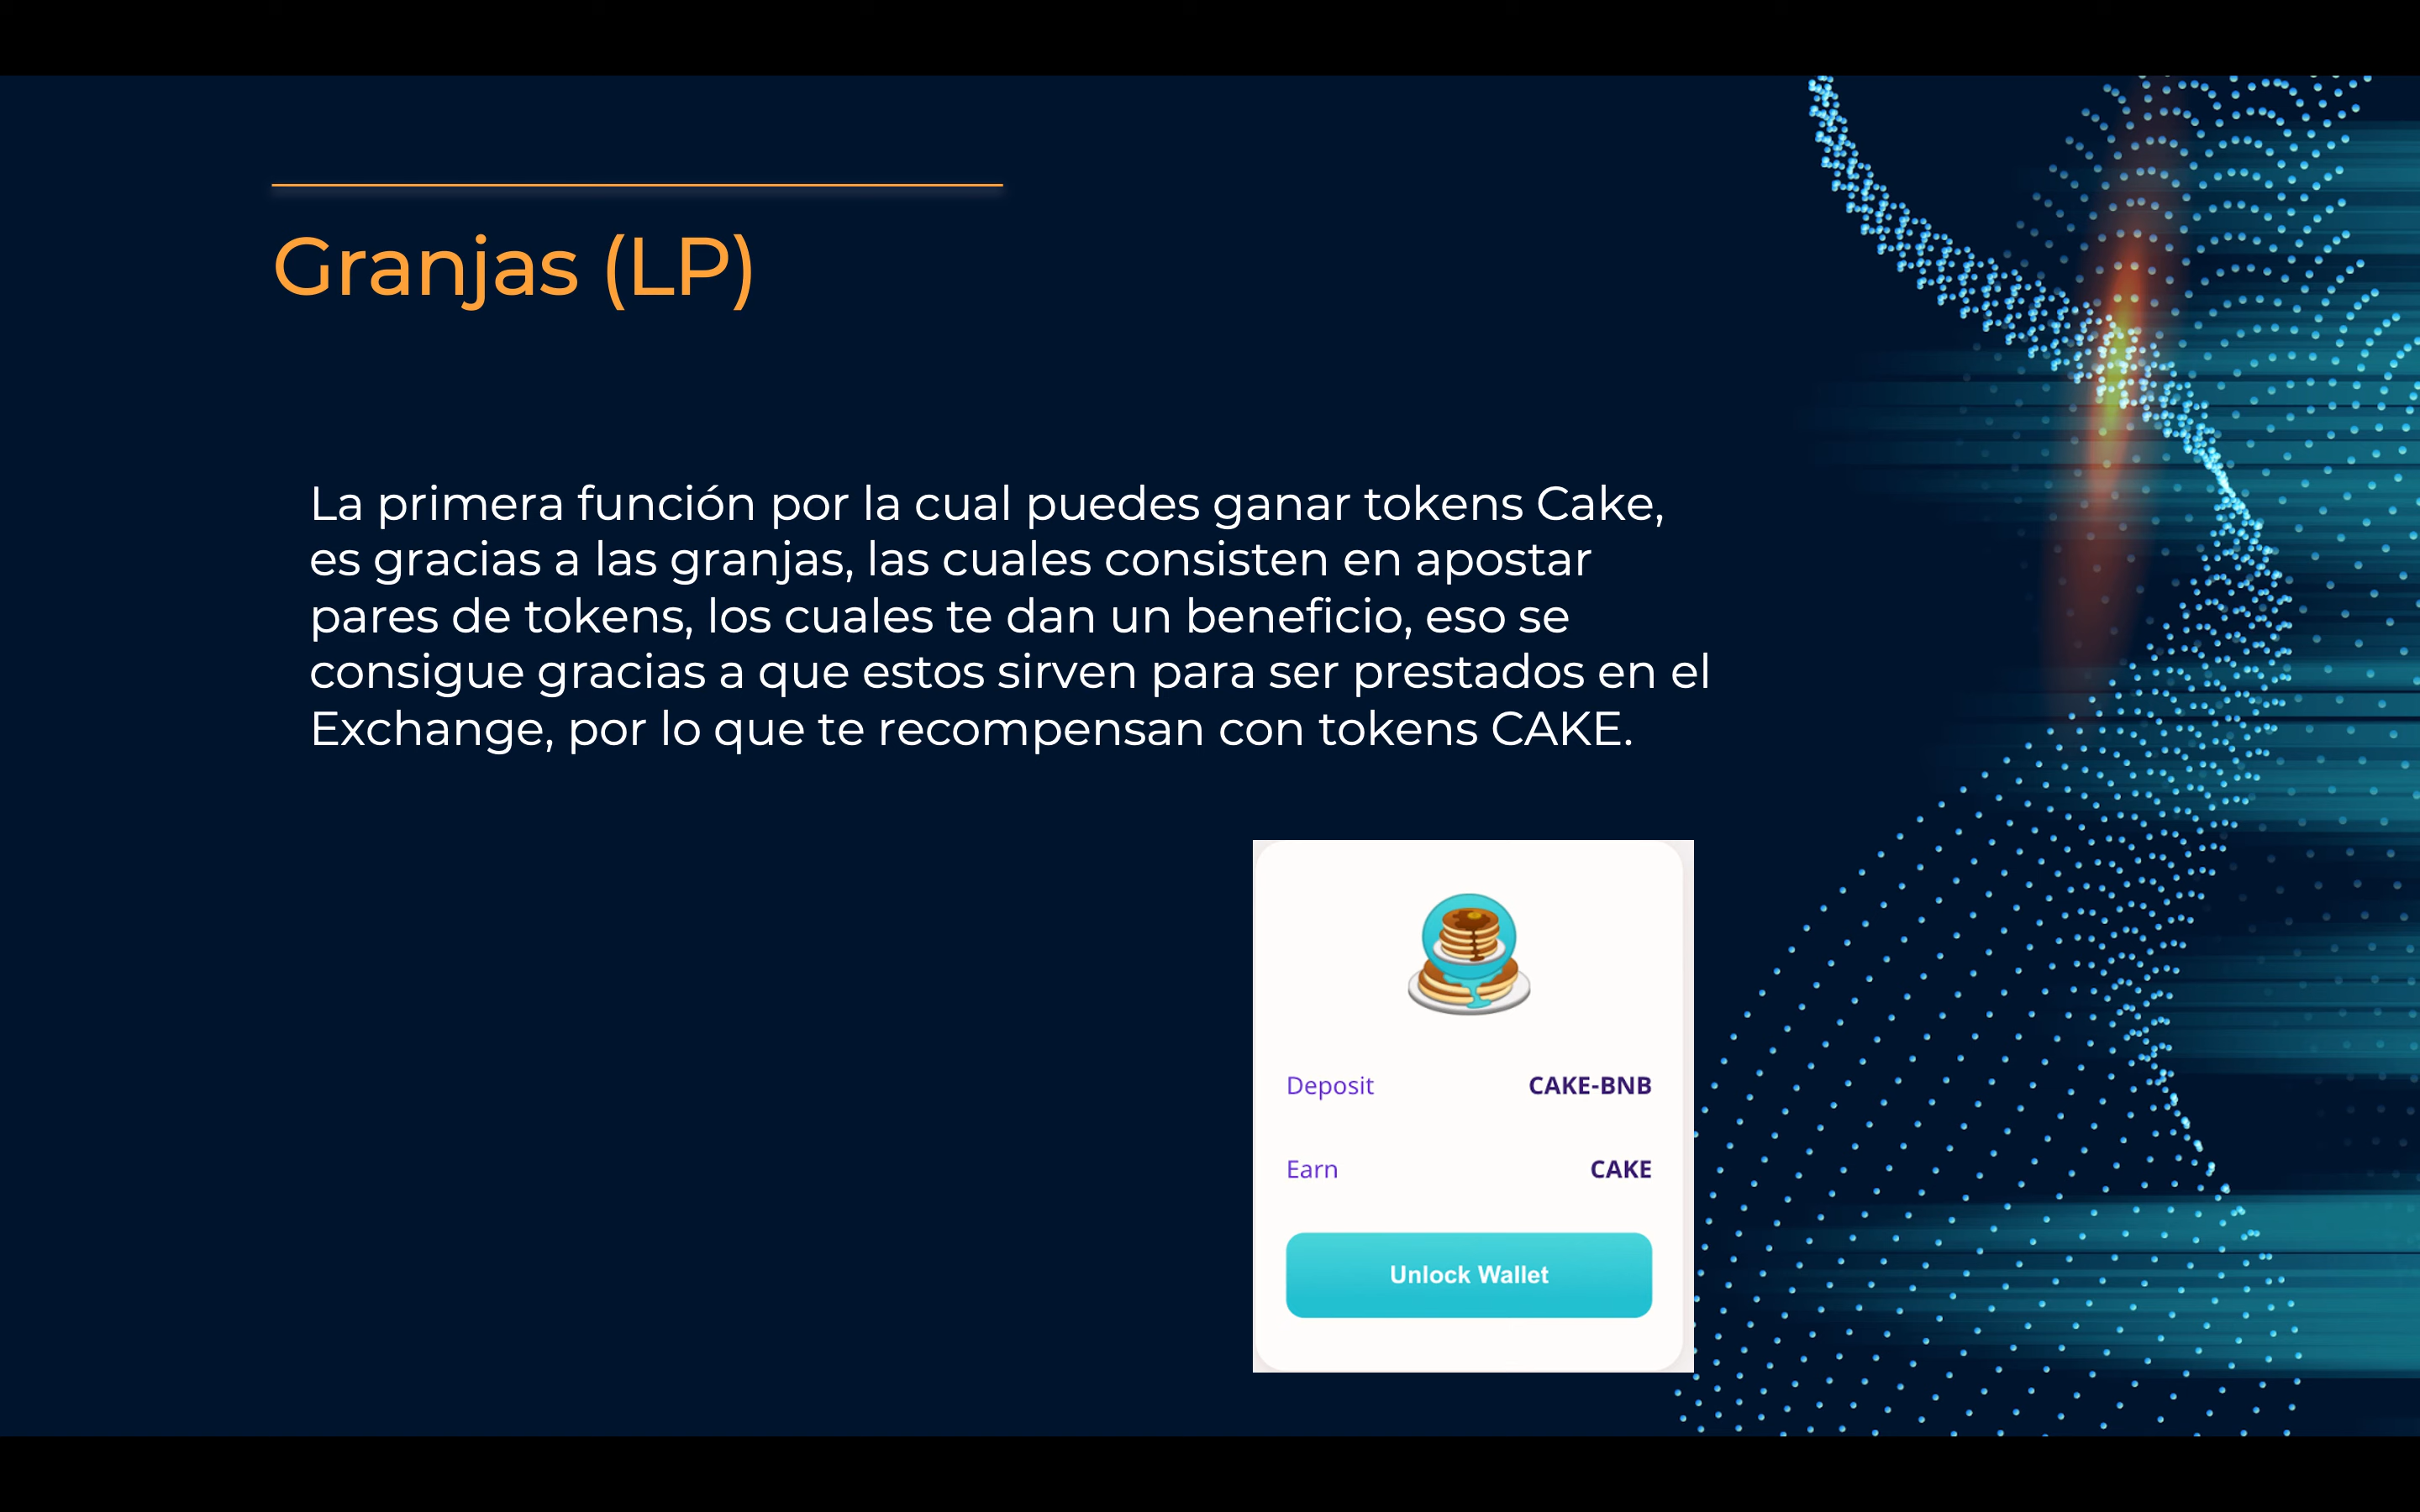 Granjas (LP)
La primera función por la cual puedes ganar tokens Cake,
es gracias a las granjas, las cuales consisten en apostar
pares de tokens, los cuales te dan un beneficio, eso se
consigue gracias a que estos sirven para ser prestados en el
Exchange, por lo que te recompensan con tokens CAKE.
Deposit CAKE-BNB
Earn CAKE
Unlock Wallet